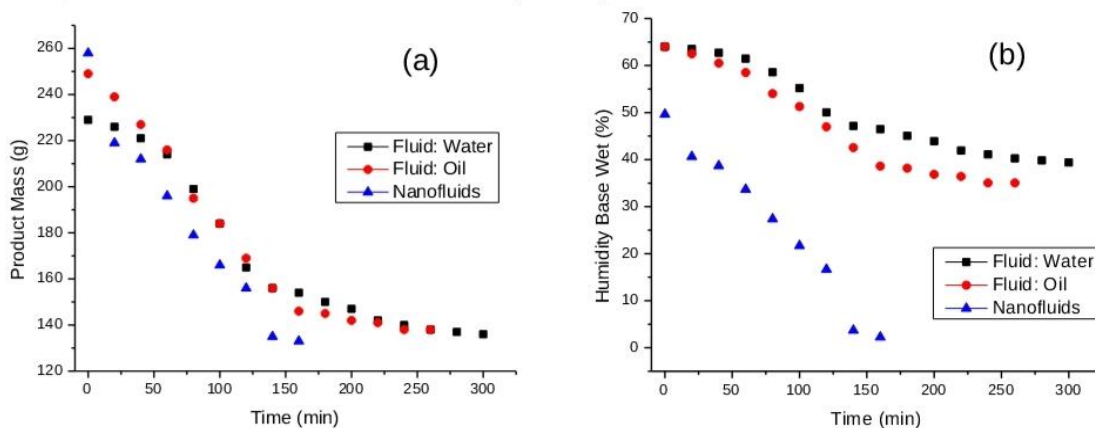 (a)
Product Mass (g)
260
240
220
200
180
160
140
120
0
50
100
150
200
250
300
Time (min)
Fluid: Water
Fluid: Oil
Nanofluids
(b)
Humidity Base Wet (%)
70
60
50
40
30
20
10
0
0
50
100
150
200
250
300
Time (min)
Fluid: Water
Fluid: Oil
Nanofluids